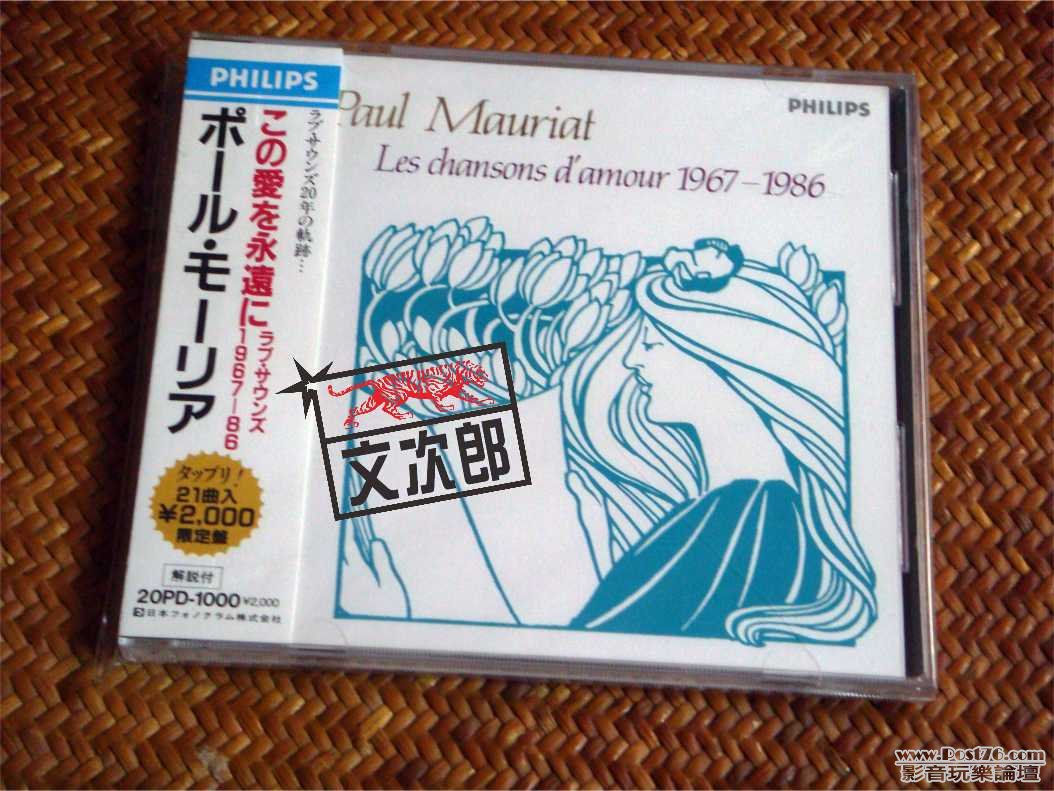 PHILIPS
ラブ・サウンズ20年の軌跡…
この愛を永遠に ラブ・サウンズ 1967—86
ポール・モーリア
タップリ!
21曲入
¥2,000
限定盤
解説付
20PD-1000 ¥2,000
日本フォノグラム株式会社
Paul Mauriat
PHILIPS
Les chansons d'amour 1967–1986
文次郎
www.Post76.com
影音玩樂論壇